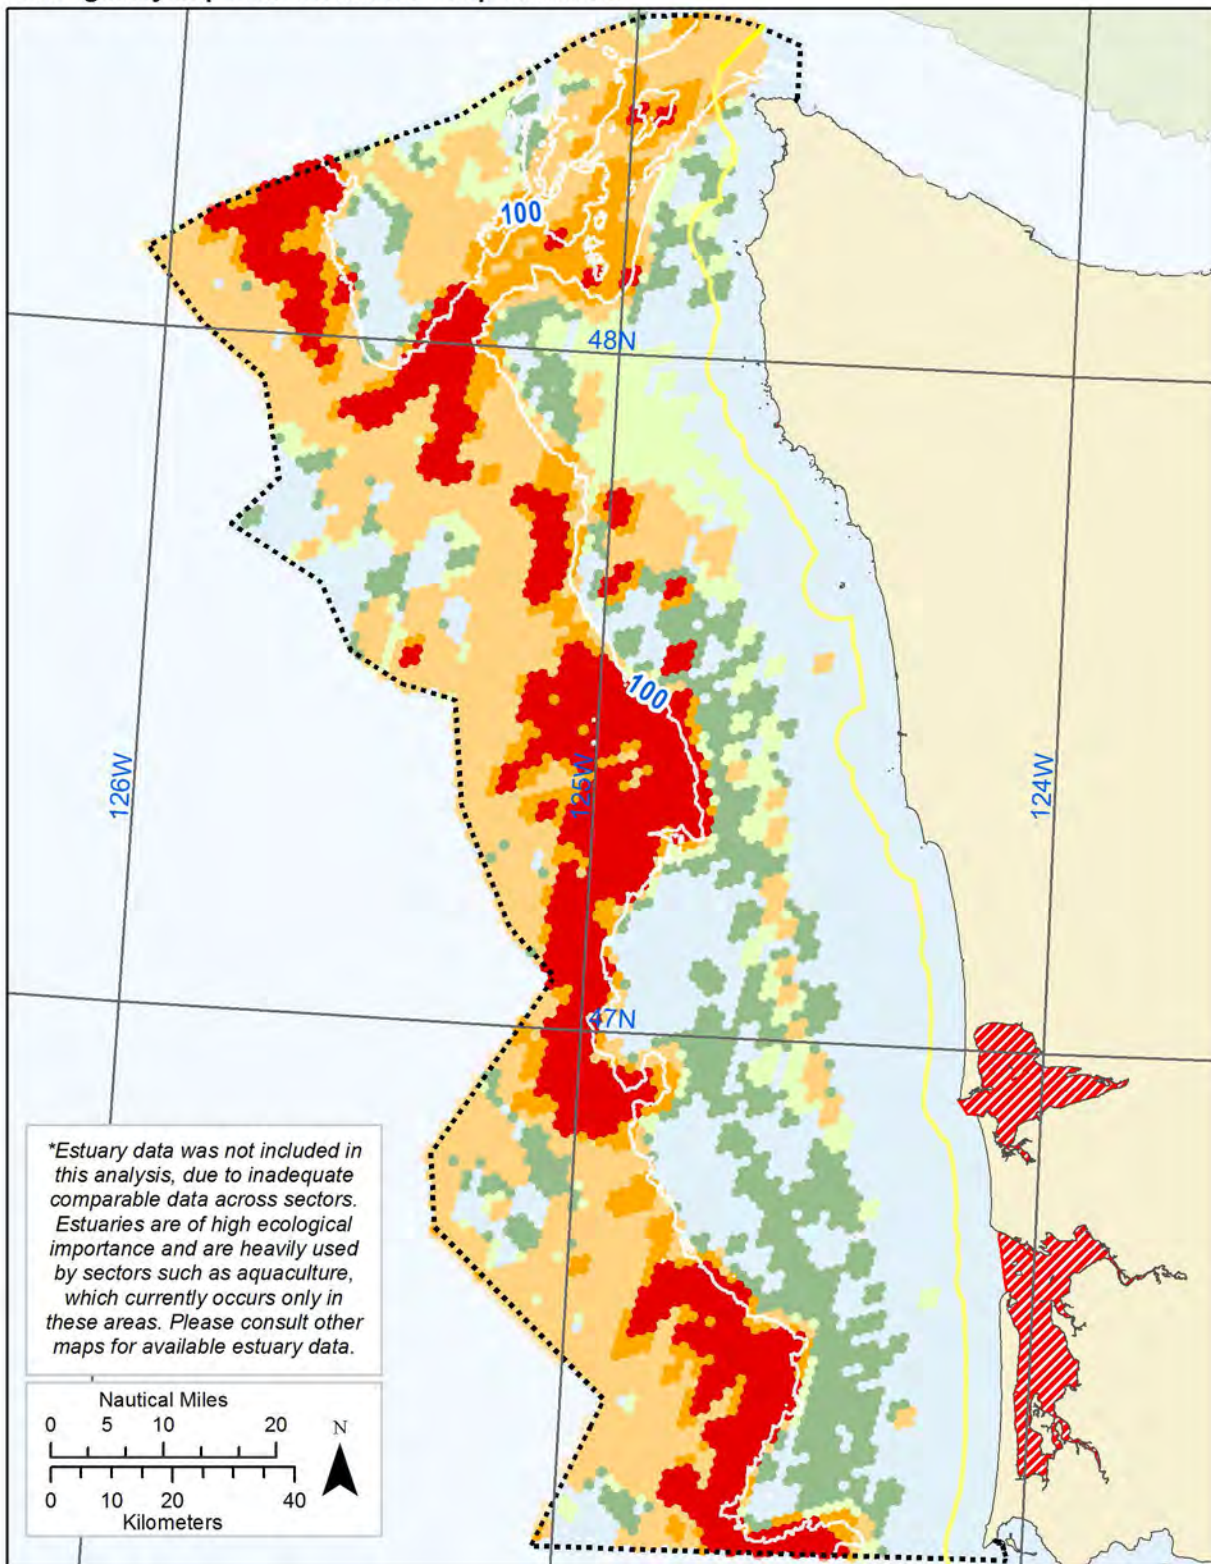 100
48N
100
126W
125W
124W
47N
*Estuary data was not included in
this analysis, due to inadequate
comparable data across sectors.
Estuaries are of high ecological
importance and are heavily used
by sectors such as aquaculture,
which currently occurs only in
these areas. Please consult other
maps for available estuary data.
Nautical Miles
0 5 10 20
N
0 10 20 40
Kilometers